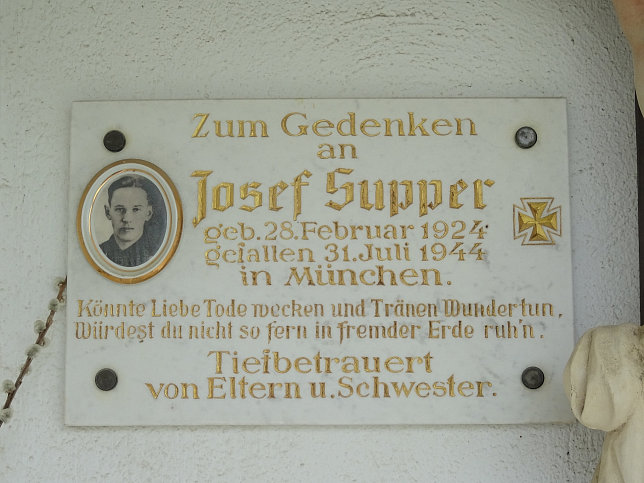 Zum Gedenken
an
Josef Supper
geb. 28. Februar 1924
gefallen 31. Juli 1944
in München.
Könnte Liebe Tode wecken und Tränen Wunder tun,
Würdest du nicht so fern in fremder Erde ruh'n.
Tiefbetrauert
von Eltern u. Schwester.